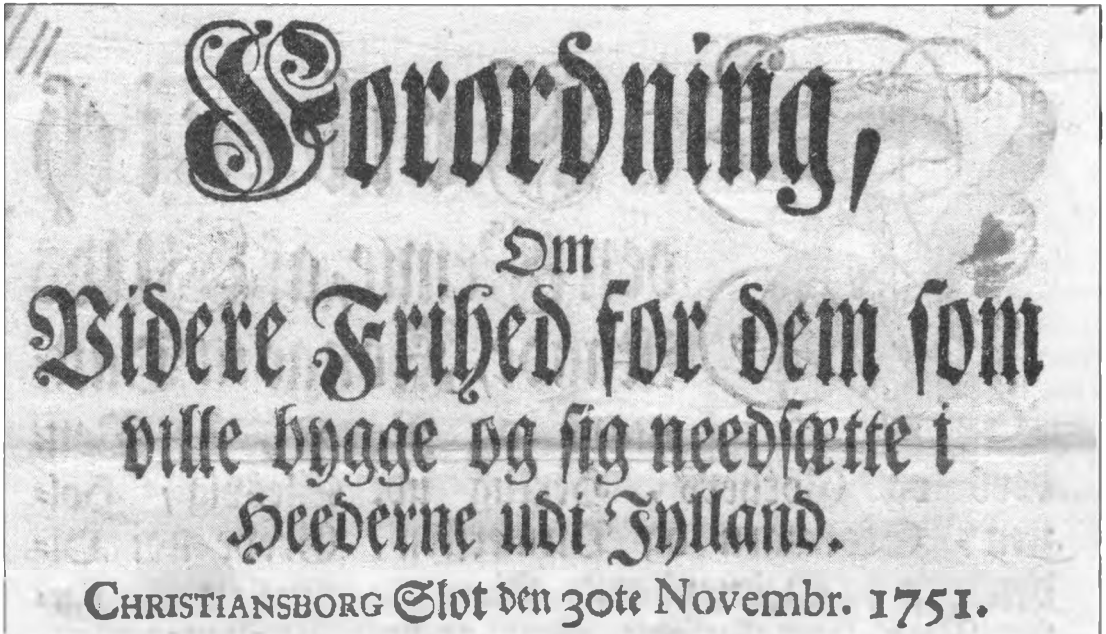 Forordning,
Om
Videre Frihed for dem som
ville bygge og sig needsætte i
Heederne udi Jylland.
CHRISTIANSBORG Slot den 30te Novembr. 1751.